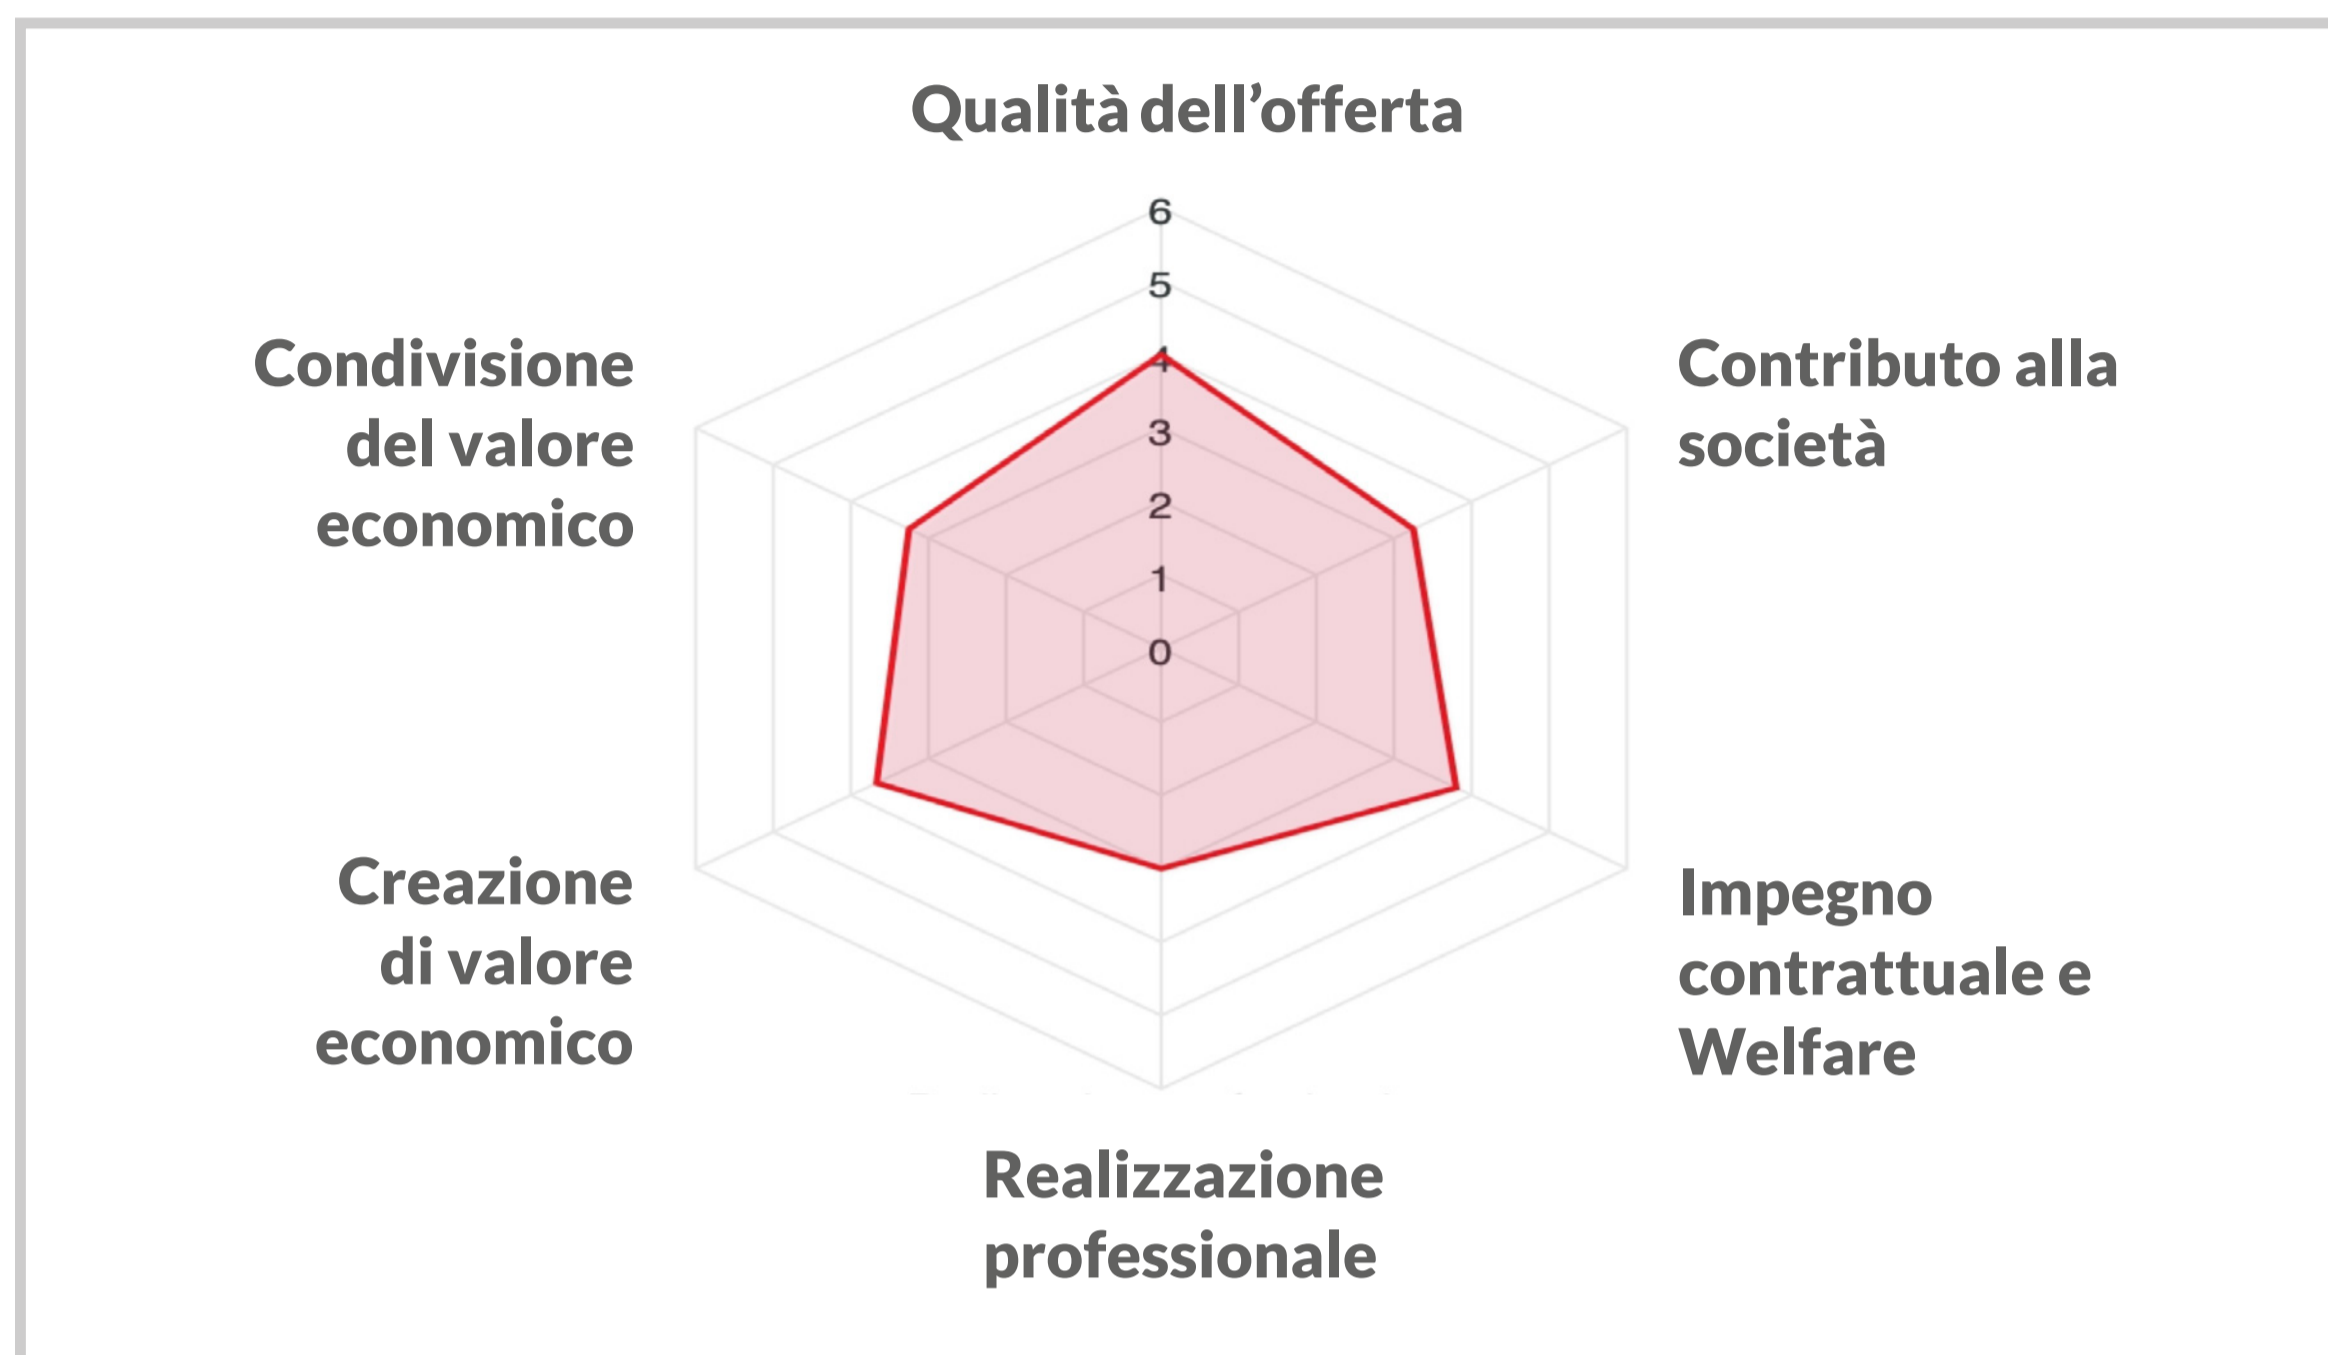 Qualità dell’offerta
6
5
4
3
2
1
0
Condivisione
del valore
economico
Contributo alla
società
Creazione
di valore
economico
Impegno
contrattuale e
Welfare
Realizzazione
professionale